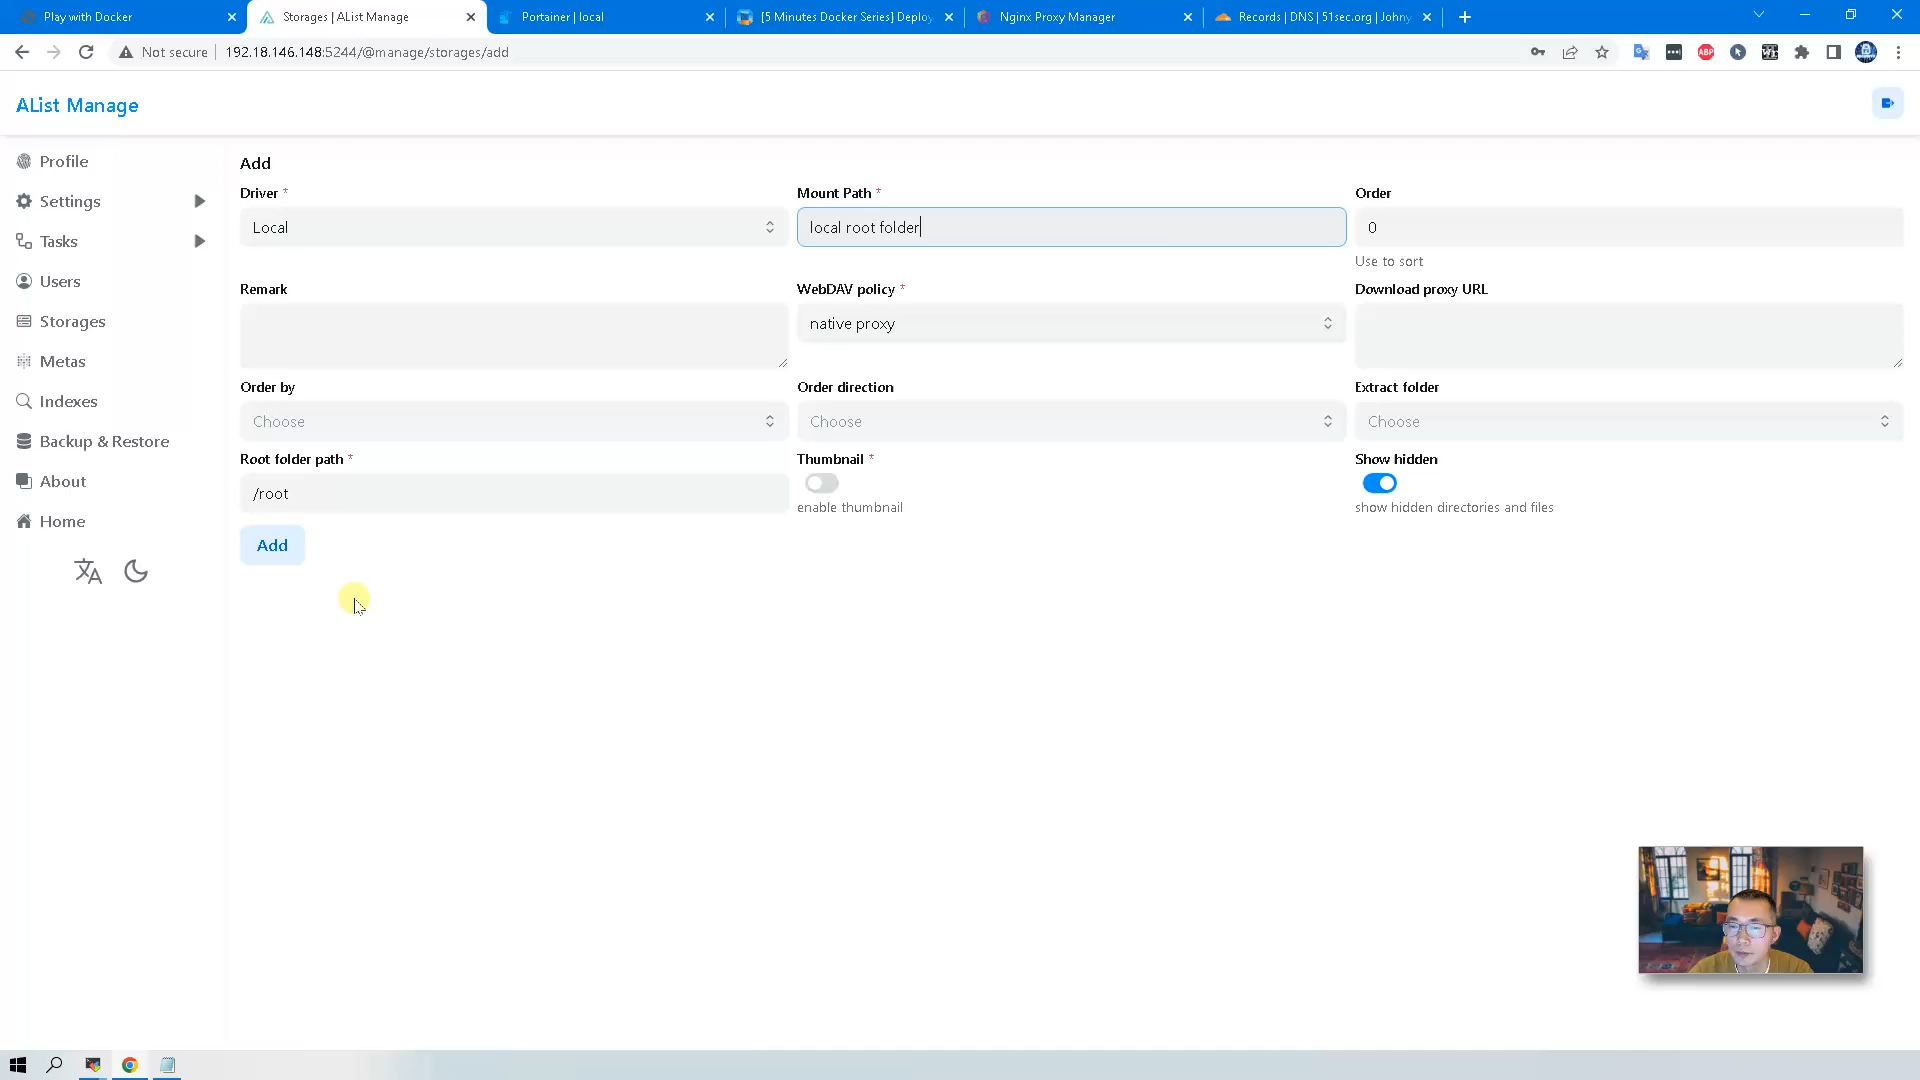 Play with Docker
Storages | AList Manage
Portainer | local
[5 Minutes Docker Series] Deploy
Nginx Proxy Manager
Records | DNS | 51sec.org | Johny
Not secure
192.18.146.148:5244/@manage/storages/add
ABP
AList Manage
Profile
Settings
Tasks
Users
Storages
Metas
Indexes
Backup & Restore
About
Home
Add
Driver *
Mount Path *
Order
Local
local root folder
0
Use to sort
Remark
WebDAV policy *
Download proxy URL
native proxy
Order by
Order direction
Extract folder
Choose
Choose
Choose
Root folder path *
Thumbnail *
Show hidden
/root
enable thumbnail
show hidden directories and files
Add